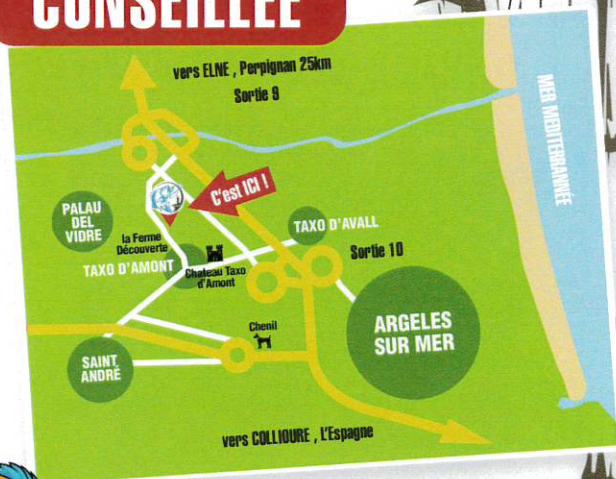 CONSEILLÉE
vers ELNE , Perpignan 25km
Sortie 9
MER MEDITERRANNÉE
C'est ICI !
PALAU
DEL
VIDRE
la Ferme
Découverte
TAXO D'AVALL
TAXO D'AMONT
Chateau Taxo
d'Amont
Sortie 10
Chenil
ARGELES
SUR MER
SAINT
ANDRÉ
vers COLLIOURE , L'Espagne